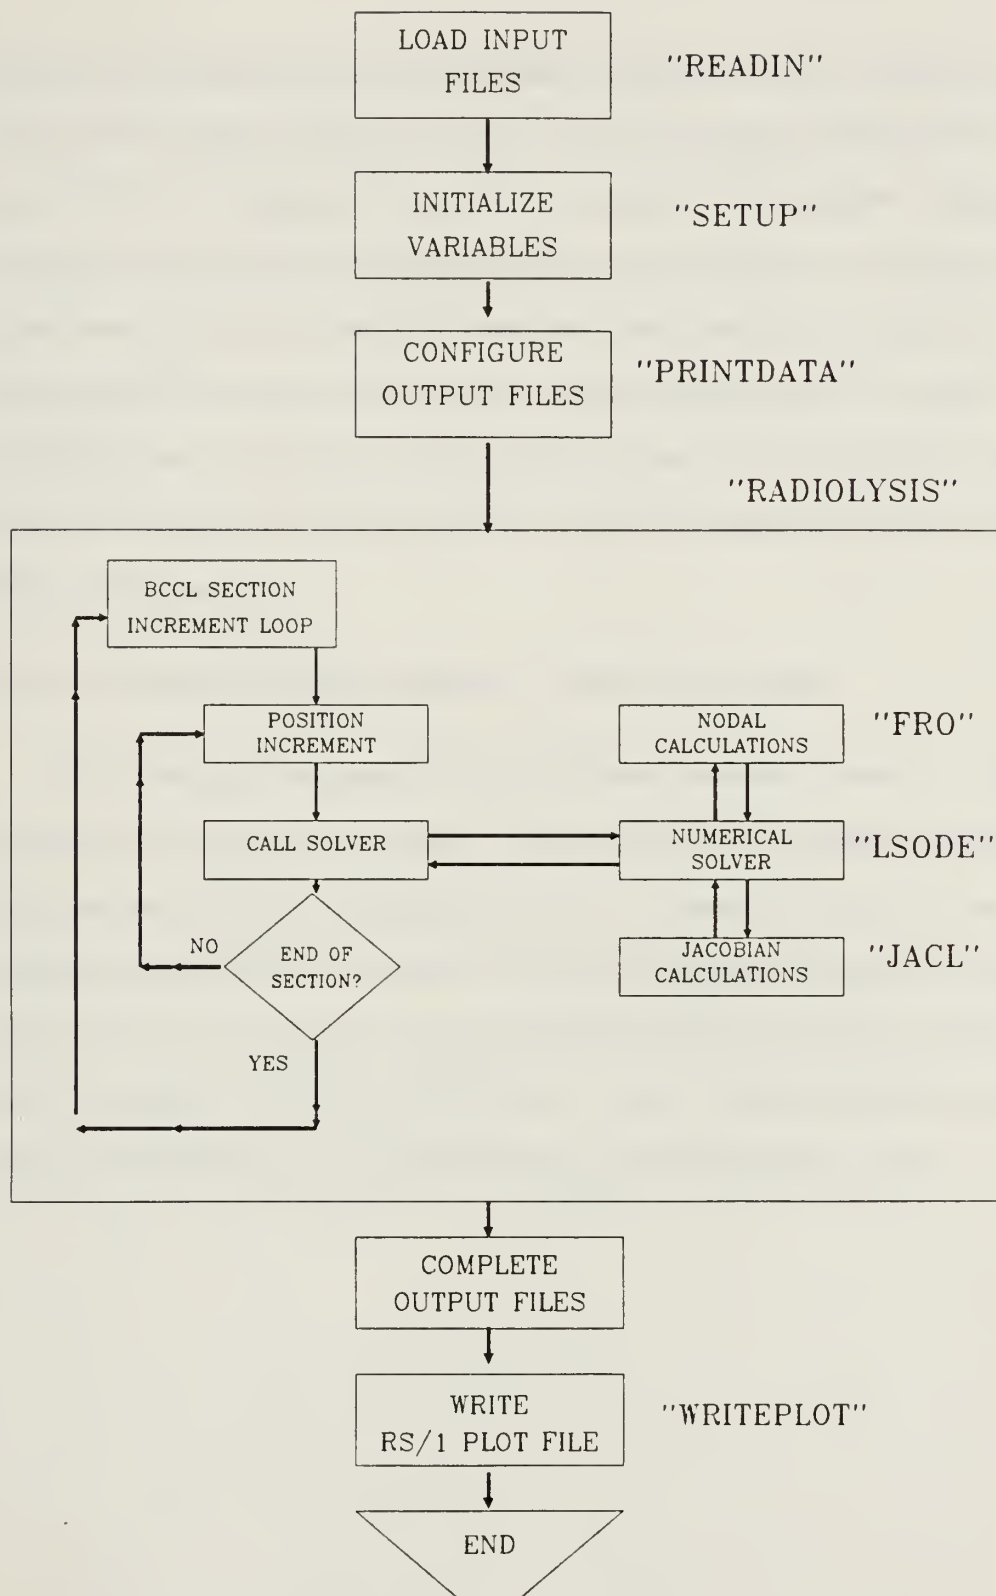 LOAD INPUT
FILES
"READIN"
INITIALIZE
VARIABLES
"SETUP"
CONFIGURE
OUTPUT FILES
"PRINTDATA"
"RADIOLYSIS"
BCCL SECTION
INCREMENT LOOP
POSITION
INCREMENT
NODAL
CALCULATIONS
"FRO"
CALL SOLVER
NUMERICAL
SOLVER
"LSODE"
NO
END OF
SECTION?
JACOBIAN
CALCULATIONS
"JACL"
YES
COMPLETE
OUTPUT FILES
WRITE
RS/1 PLOT FILE
"WRITEPLOT"
END